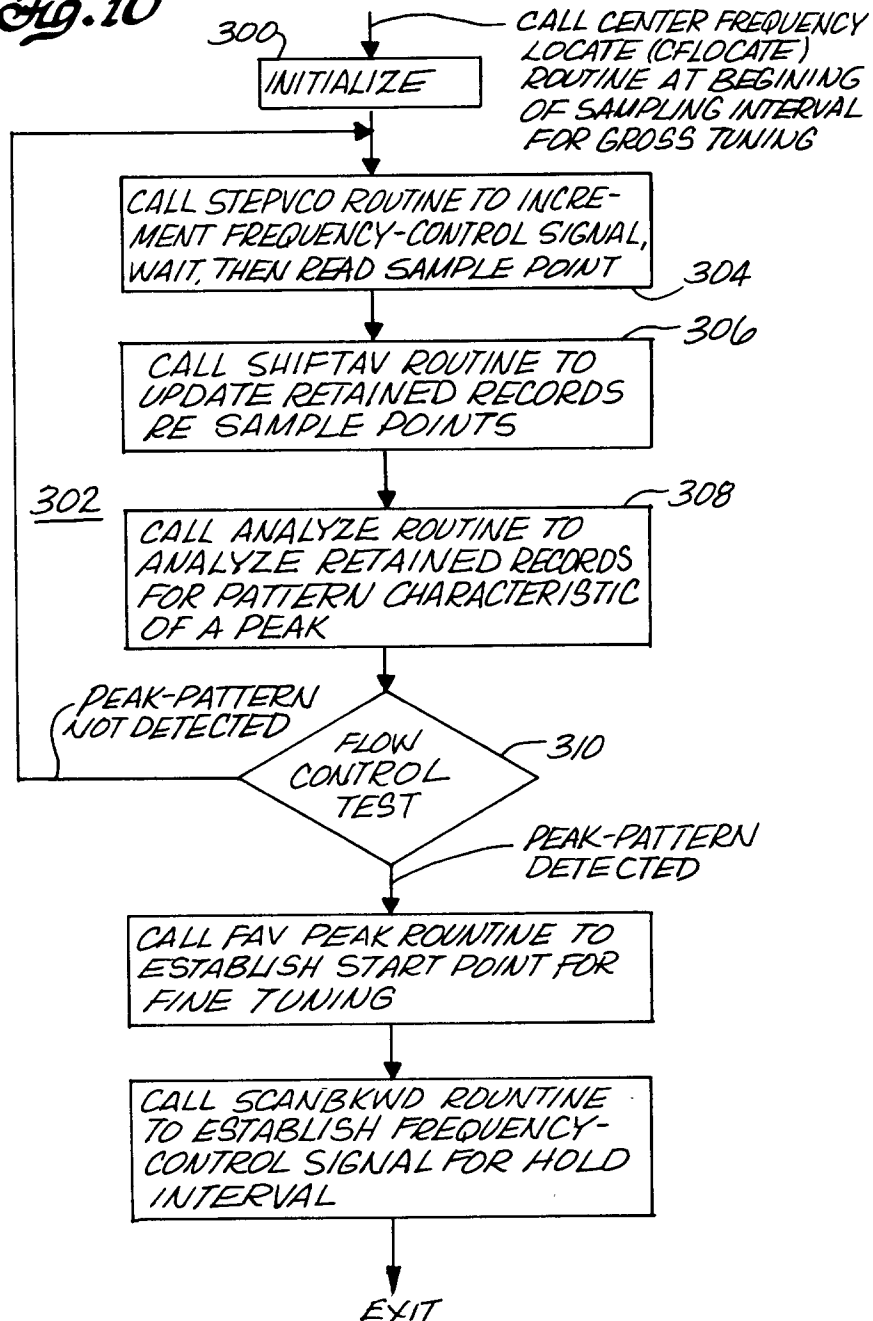 Fig. 10
CALL CENTER FREQUENCY
LOCATE (CFLOCATE)
ROUTINE AT BEGINING
OF SAMPLING INTERVAL
FOR GROSS TUNING
300
INITIALIZE
CALL STEPVCO ROUTINE TO INCRE-
MENT FREQUENCY-CONTROL SIGNAL,
WAIT, THEN READ SAMPLE POINT
304
306
CALL SHIFTAV ROUTINE TO
UPDATE RETAINED RECORDS
RE SAMPLE POINTS
302
308
CALL ANALYZE ROUTINE TO
ANALYZE RETAINED RECORDS
FOR PATTERN CHARACTERISTIC
OF A PEAK
PEAK-PATTERN
NOT DETECTED
FLOW
CONTROL
TEST
310
PEAK-PATTERN
DETECTED
CALL FAV PEAK ROUNTINE TO
ESTABLISH START POINT FOR
FINE TUNING
CALL SCANBKWD ROUNTINE
TO ESTABLISH FREQUENCY-
CONTROL SIGNAL FOR HOLD
INTERVAL
EXIT